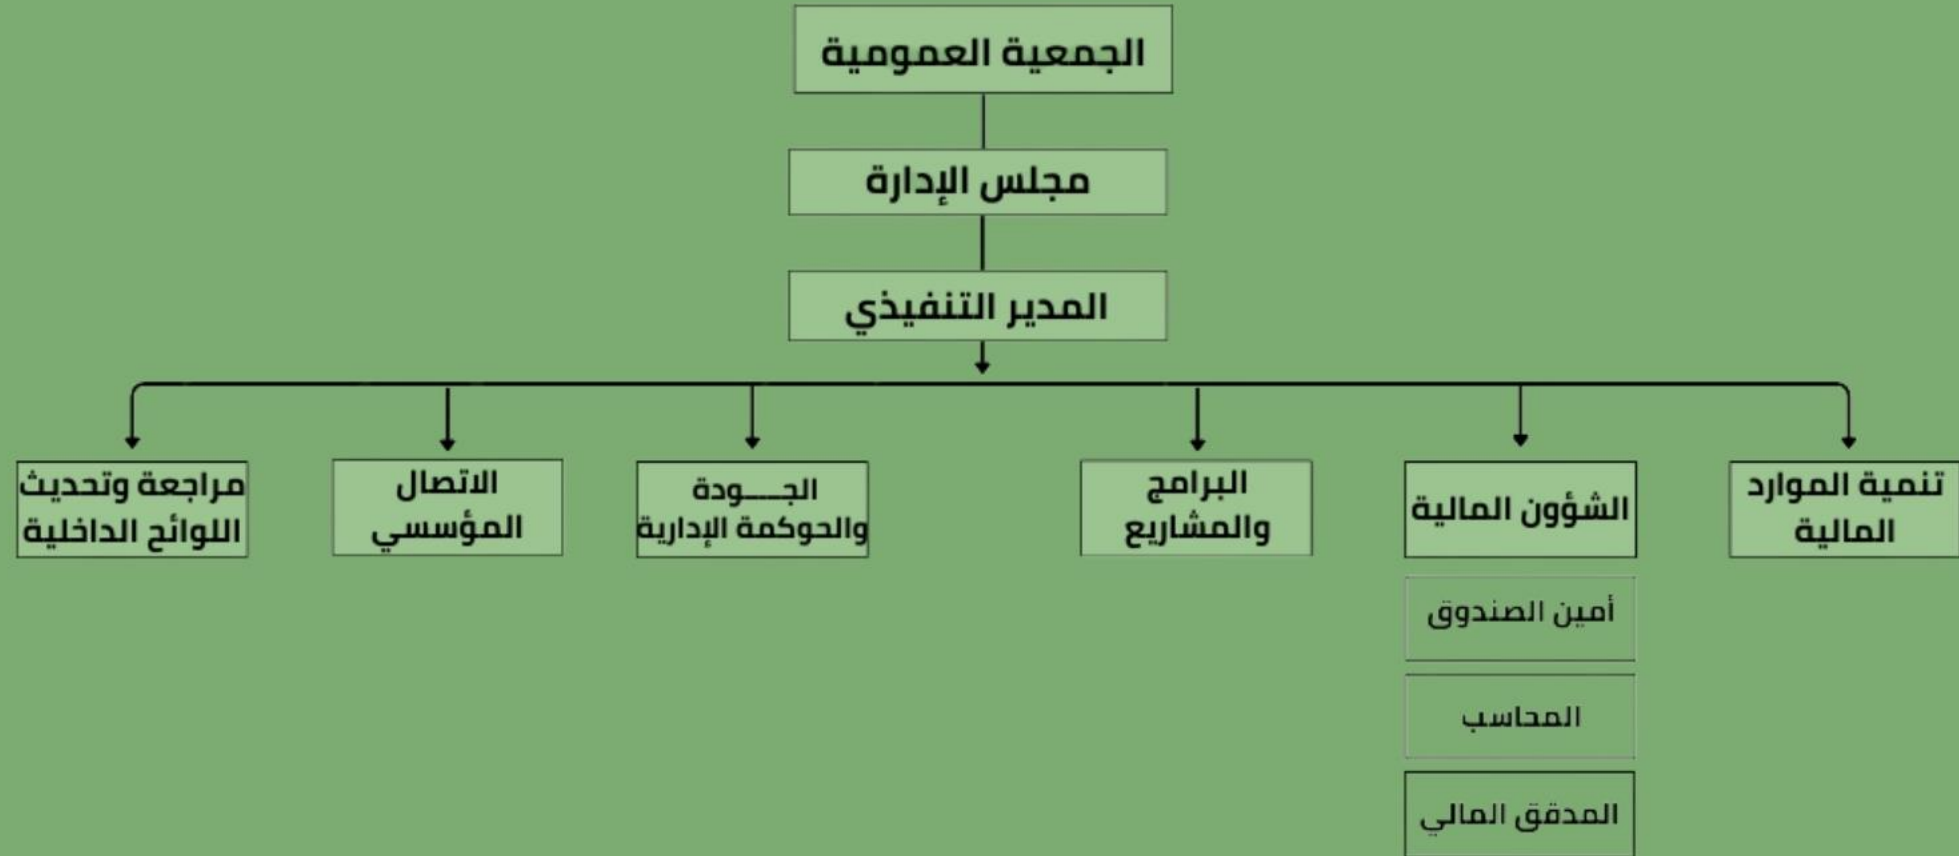 الجمعية العمومية
مجلس الإدارة
المدير التنفيذي
تنمية الموارد
المالية
الشؤون المالية
أمين الصندوق
المحاسب
المدقق المالي
البرامج
والمشاريع
الجــودة
والحوكمة الإدارية
الاتصال
المؤسسي
مراجعة وتحديث
اللوائح الداخلية